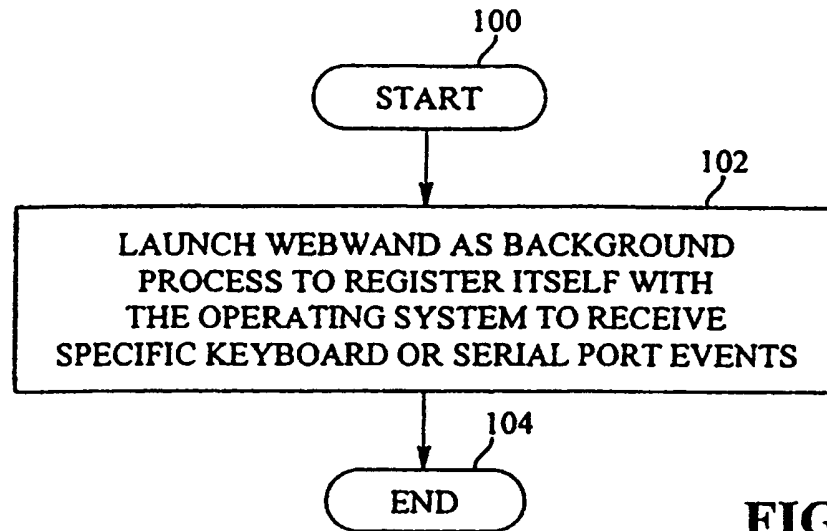 100
START
102
LAUNCH WEBWAND AS BACKGROUND
PROCESS TO REGISTER ITSELF WITH
THE OPERATING SYSTEM TO RECEIVE
SPECIFIC KEYBOARD OR SERIAL PORT EVENTS
104
END
FIG